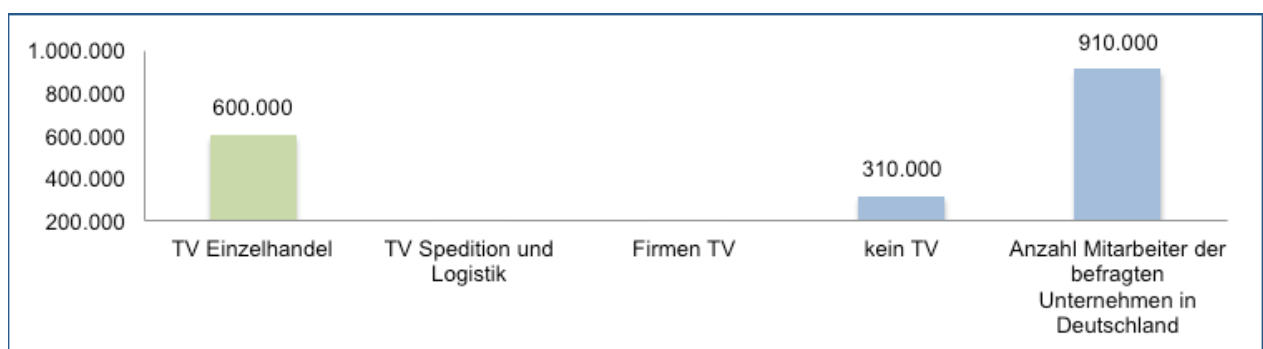 1.000.000
800.000
600.000
400.000
200.000
600.000
310.000
910.000
TV Einzelhandel
TV Spedition und
Logistik
Firmen TV
kein TV
Anzahl Mitarbeiter der
befragten
Unternehmen in
Deutschland